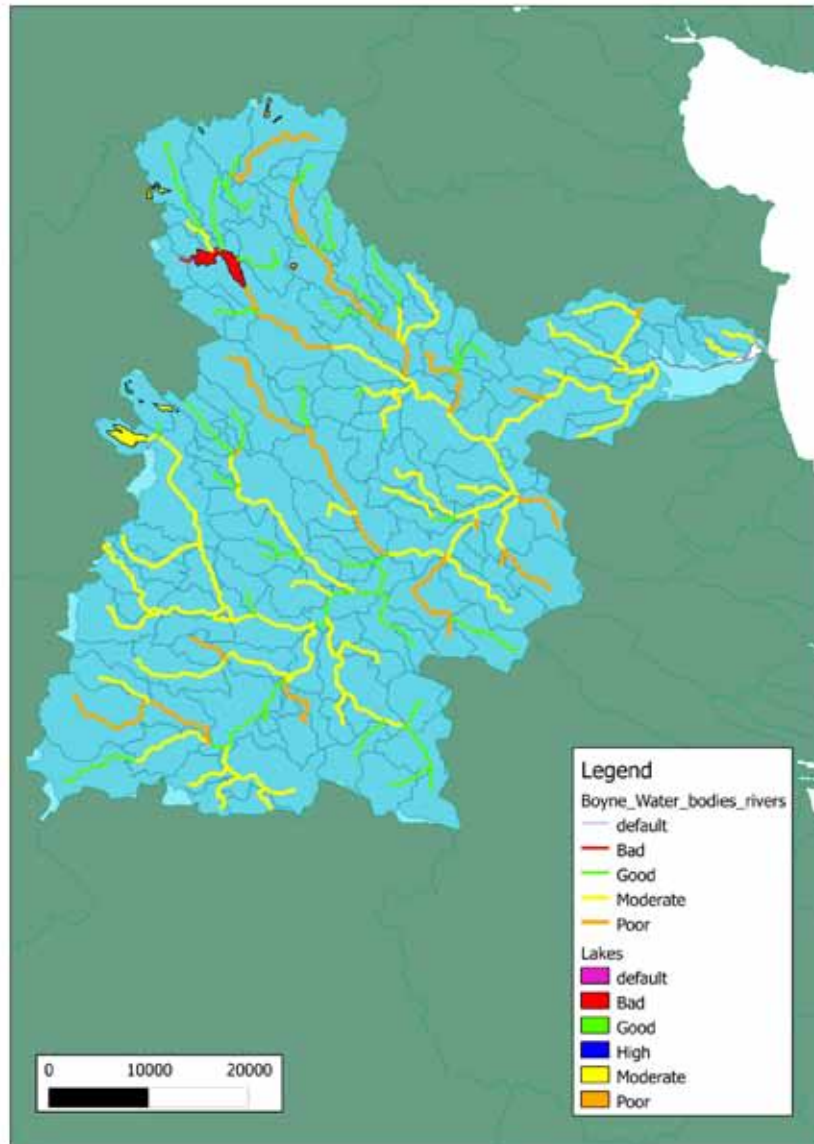 Legend
Boyne_Water_bodies_rivers
default
Bad
Good
Moderate
Poor
Lakes
default
Bad
Good
High
Moderate
Poor
0 10000 20000